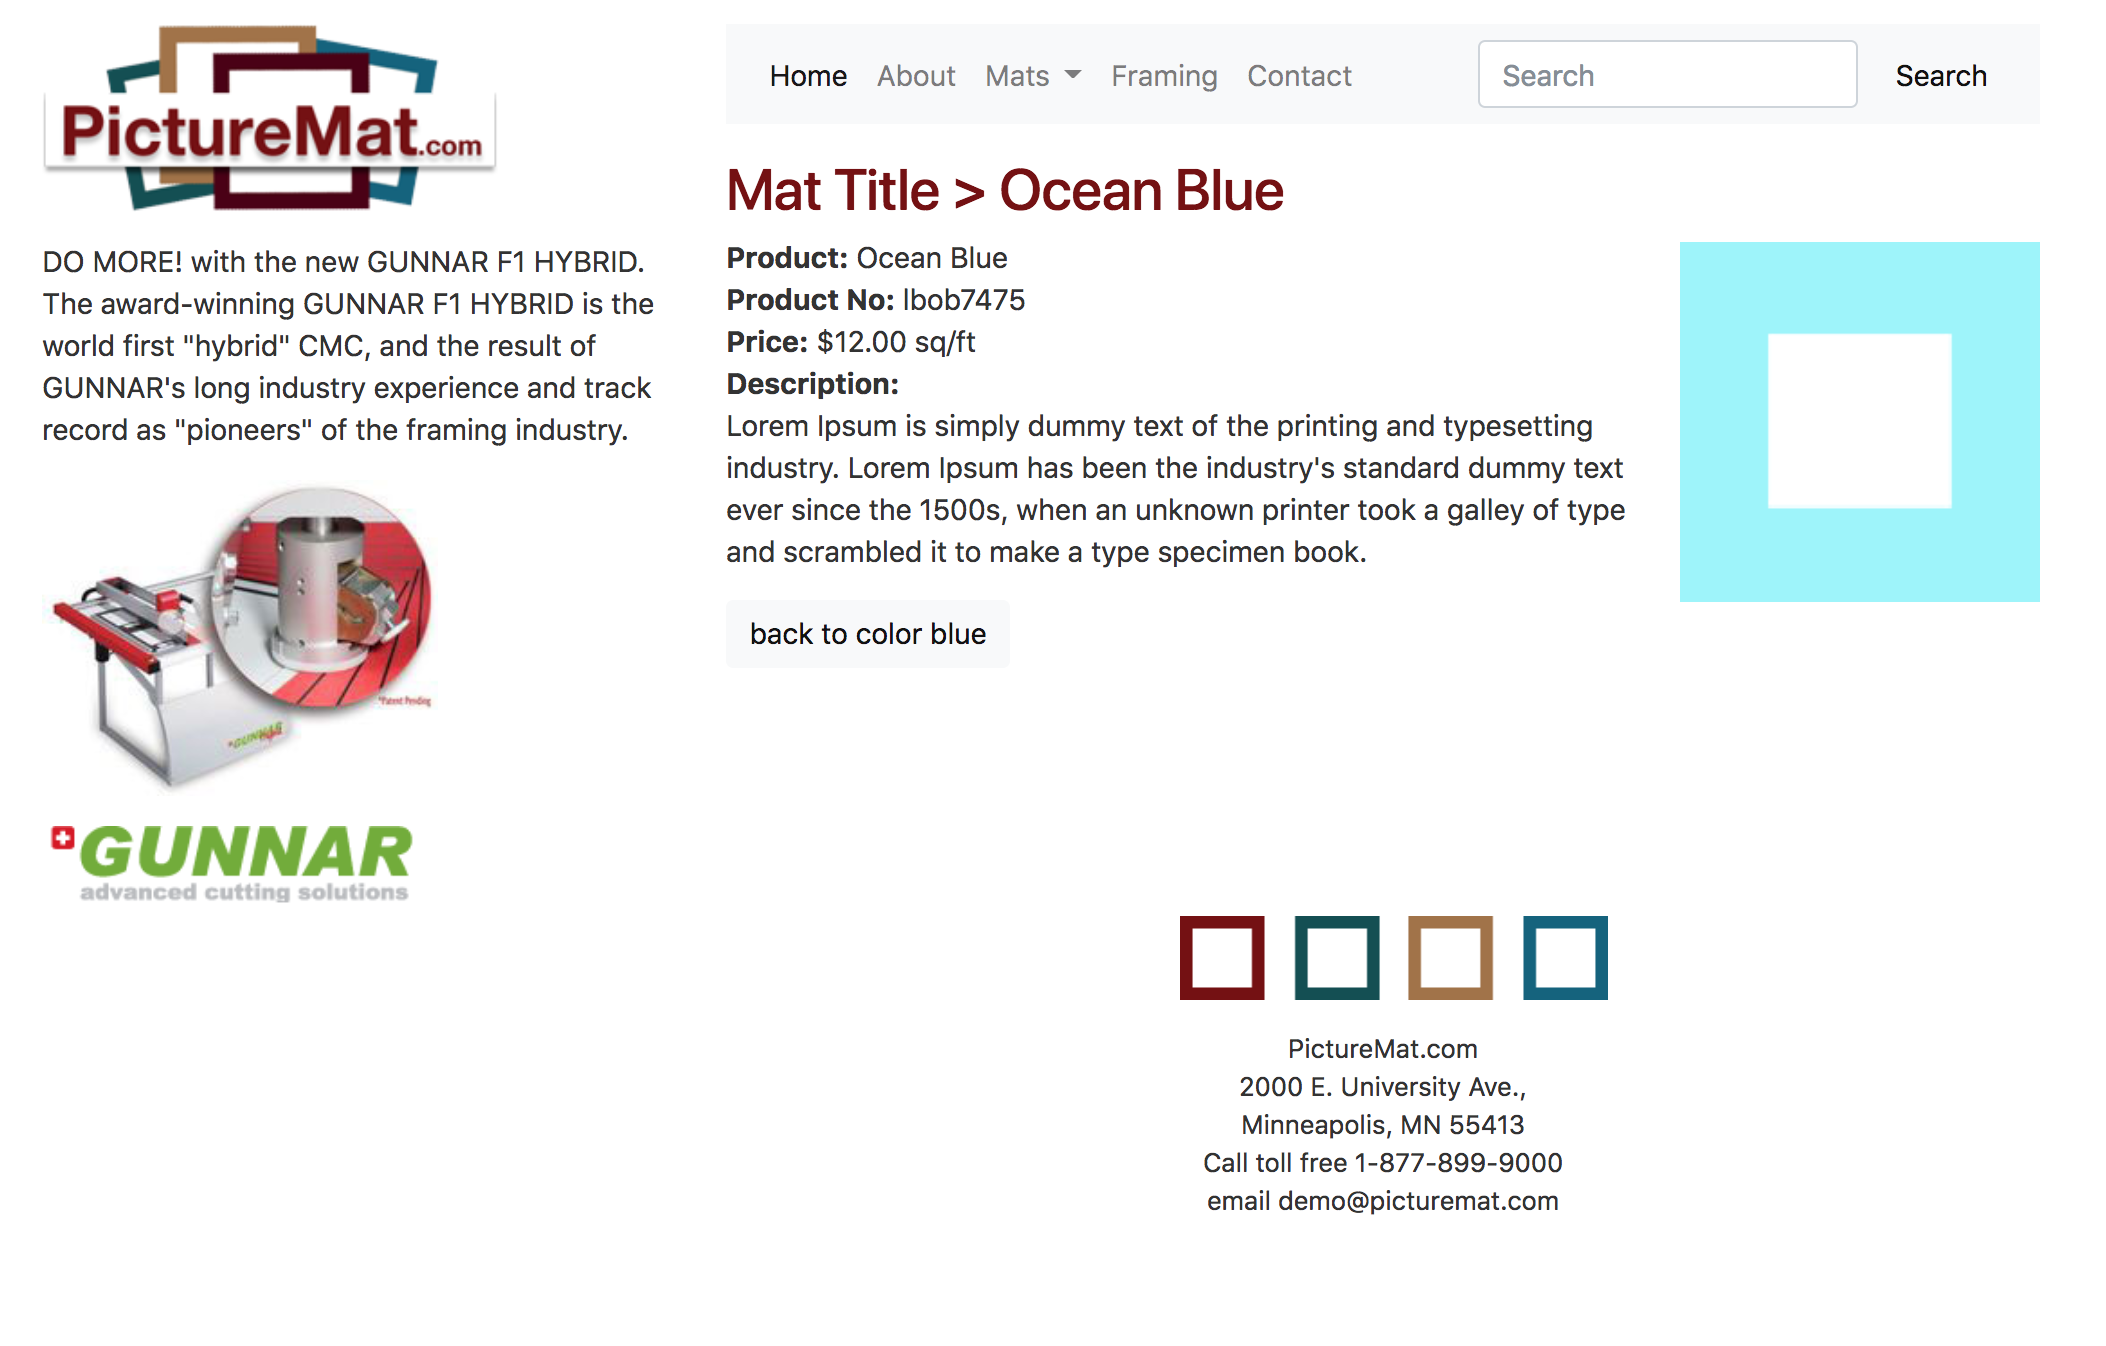 PictureMat.com
DO MORE! with the new GUNNAR F1 HYBRID.
The award-winning GUNNAR F1 HYBRID is the
world first "hybrid" CMC, and the result of
GUNNAR's long industry experience and track
record as "pioneers" of the framing industry.
*Patent Pending
GUNNAR
GUNNAR
advanced cutting solutions
Home About Mats Framing Contact Search Search
Mat Title > Ocean Blue
Product: Ocean Blue
Product No: lbob7475
Price: $12.00 sq/ft
Description:
Lorem Ipsum is simply dummy text of the printing and typesetting
industry. Lorem Ipsum has been the industry's standard dummy text
ever since the 1500s, when an unknown printer took a galley of type
and scrambled it to make a type specimen book.
back to color blue
PictureMat.com
2000 E. University Ave.,
Minneapolis, MN 55413
Call toll free 1-877-899-9000
email demo@picturemat.com